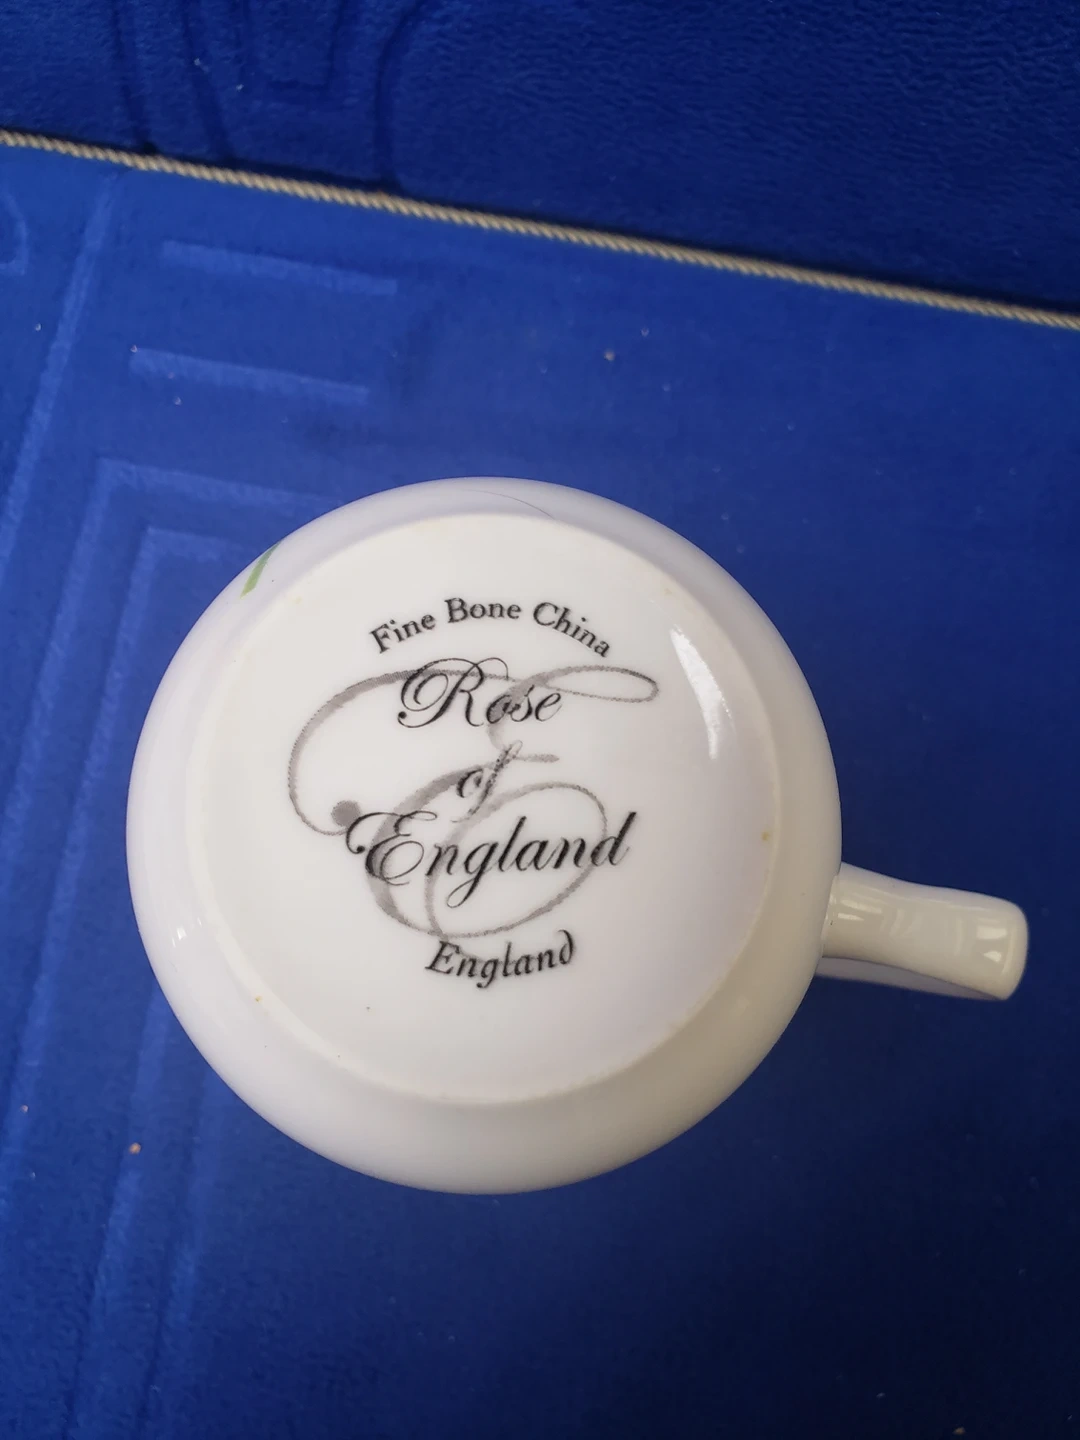 Fine Bone China
Rose
of
England
England